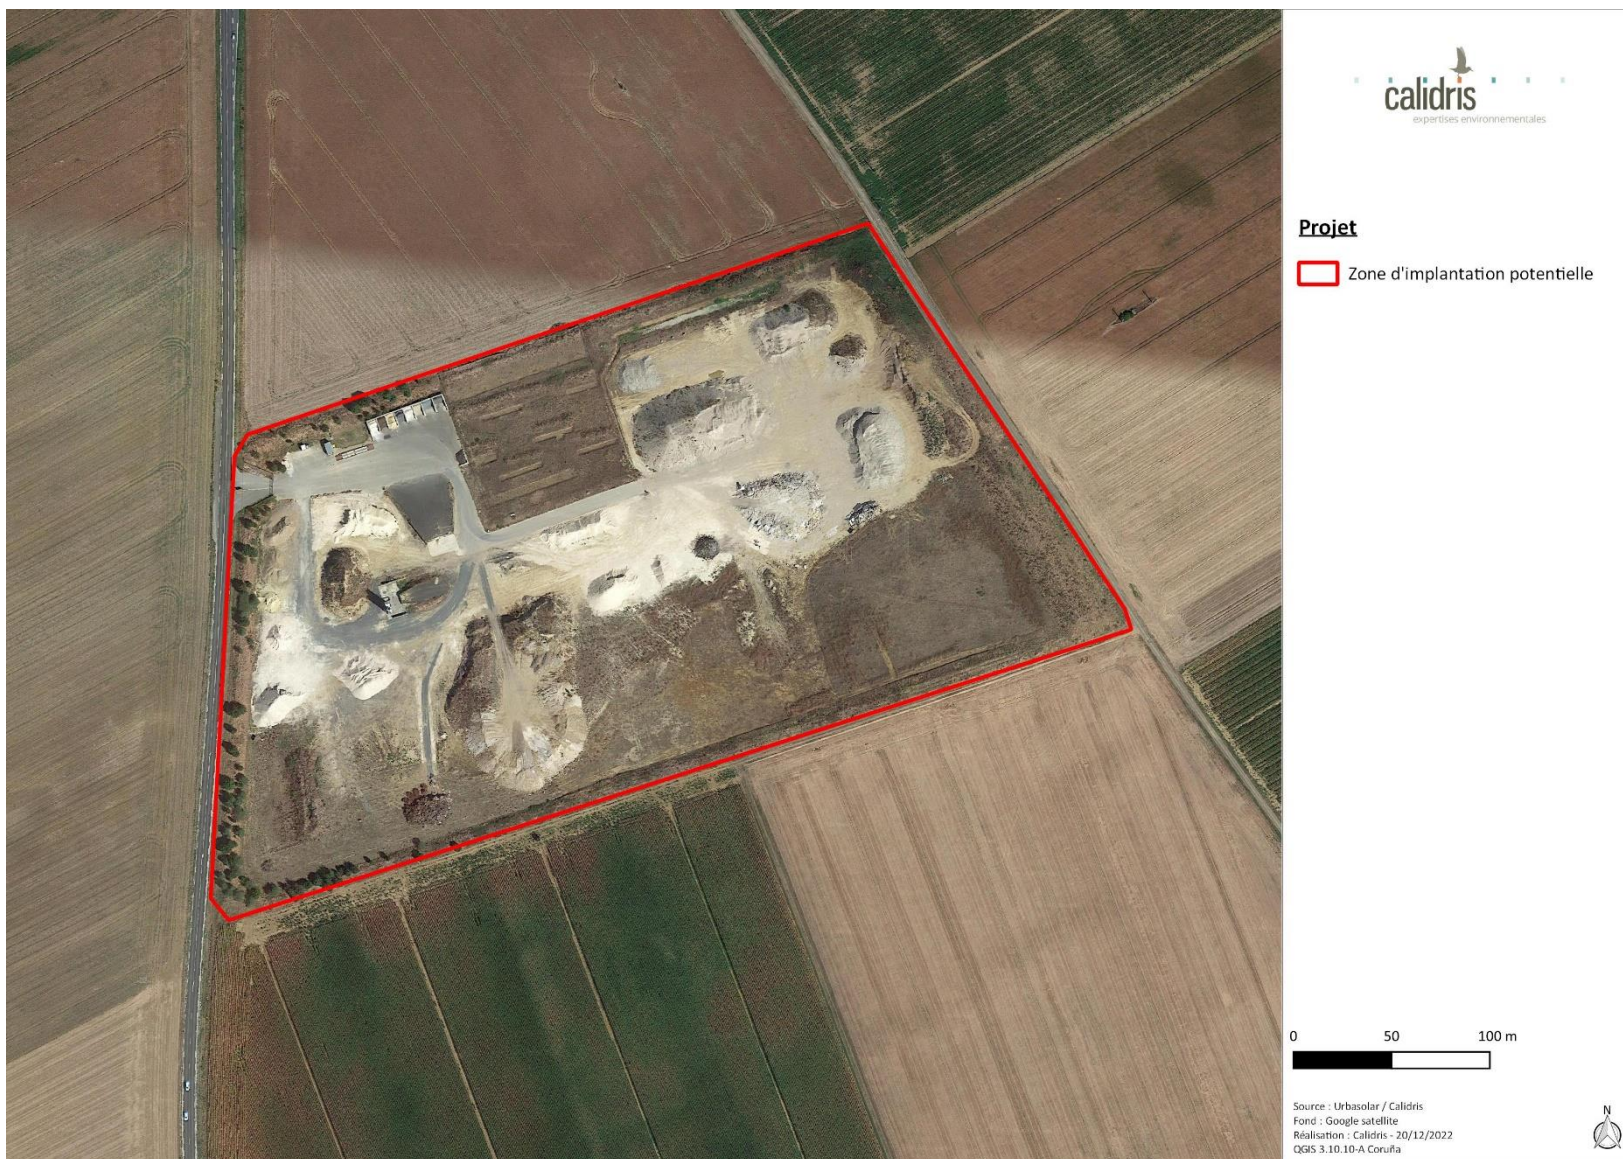 calidris
expertises environnementales
Projet
Zone d'implantation potentielle
0 50 100 m
Source : Urbasolar / Calidris
Fond : Google satellite
Réalisation : Calidris - 20/12/2022
QGIS 3.10.10-A Coruña
N